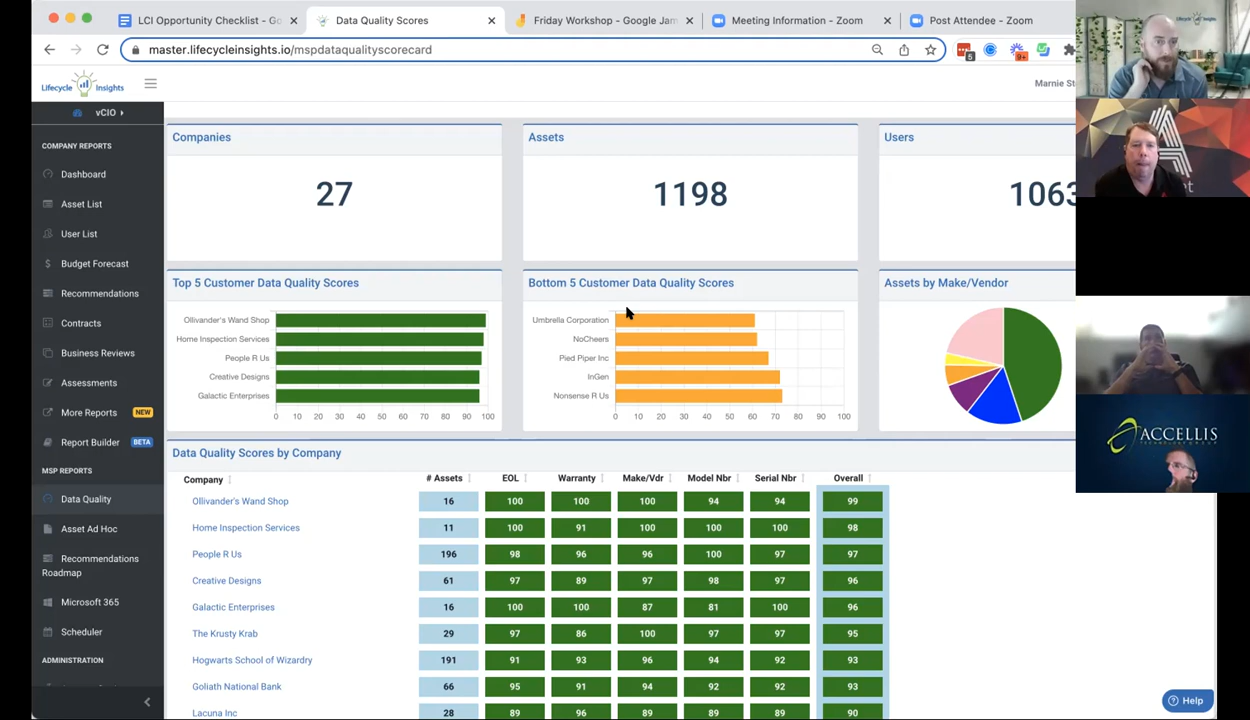 LCI Opportunity Checklist - Go
Data Quality Scores
Friday Workshop - Google Jam
Meeting Information - Zoom
Post Attendee - Zoom
master.lifecycleinsights.io/mspdataqualityscorecard
5
9+
Lifecycle Insights
Marnie St
vCIO
COMPANY REPORTS
Dashboard
Asset List
User List
Budget Forecast
Recommendations
Contracts
Business Reviews
Assessments
More Reports NEW
Report Builder BETA
MSP REPORTS
Data Quality
Asset Ad Hoc
Recommendations
Roadmap
Microsoft 365
Scheduler
ADMINISTRATION
Companies
27
Assets
1198
Users
1063
Top 5 Customer Data Quality Scores
Ollivander's Wand Shop
Home Inspection Services
People R Us
Creative Designs
Galactic Enterprises
0 10 20 30 40 50 60 70 80 90 100
Bottom 5 Customer Data Quality Scores
Umbrella Corporation
NoCheers
Pied Piper Inc
InGen
Nonsense R Us
0 10 20 30 40 50 60 70 80 90 100
Assets by Make/Vendor
Data Quality Scores by Company
Company # Assets EOL Warranty Make/Vdr Model Nbr Serial Nbr Overall
Ollivander's Wand Shop 16 100 100 100 94 94 99
Home Inspection Services 11 100 91 100 100 100 98
People R Us 196 98 96 96 100 97 97
Creative Designs 61 97 89 97 98 97 96
Galactic Enterprises 16 100 100 87 81 100 96
The Krusty Krab 29 97 86 100 97 97 95
Hogwarts School of Wizardry 191 91 93 96 94 92 93
Goliath National Bank 66 95 91 94 92 92 93
Lacuna Inc 28 89 96 89 89 89 90
Help
Lifecycle Insights
ACCELLIS